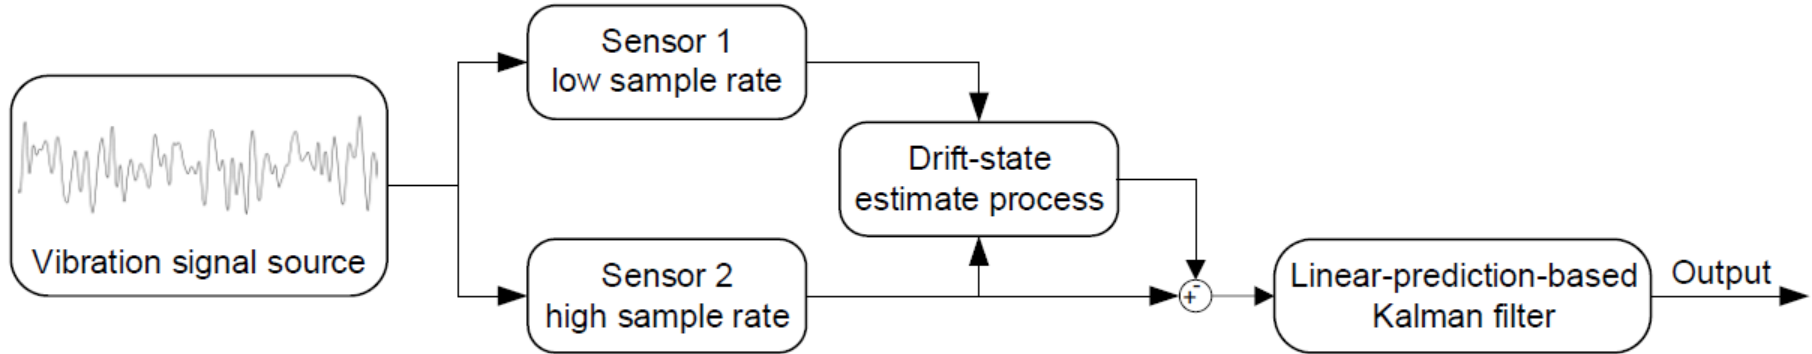 Vibration signal source
Sensor 1
low sample rate
Sensor 2
high sample rate
Drift-state
estimate process
+
-
Linear-prediction-based
Kalman filter
Output